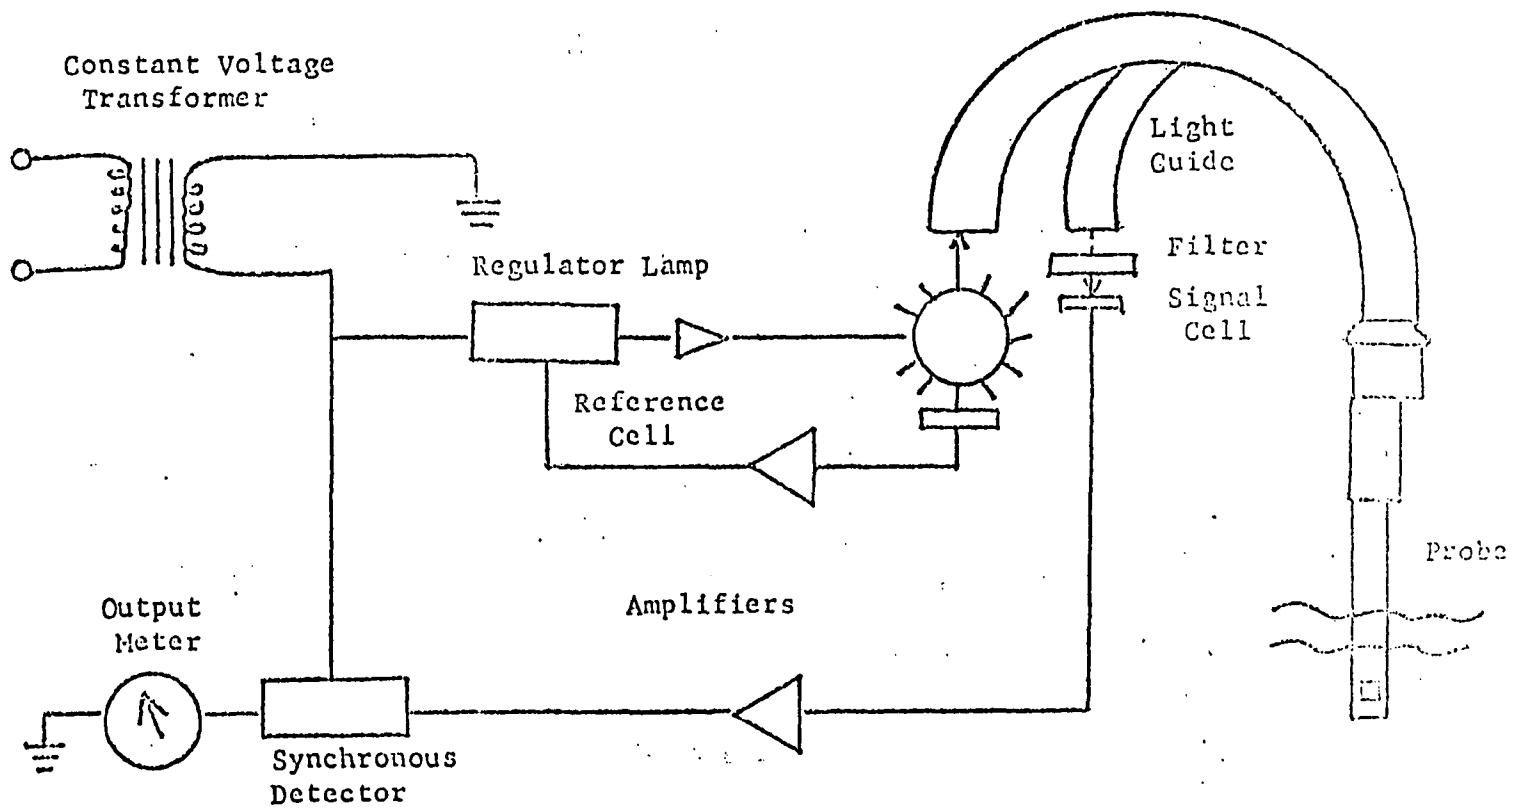 Constant Voltage
Transformer
Light
Guide
Filter
Regulator Lamp
Signal
Cell
Reference
Cell
Probe
Amplifiers
Output
Meter
Synchronous
Detector